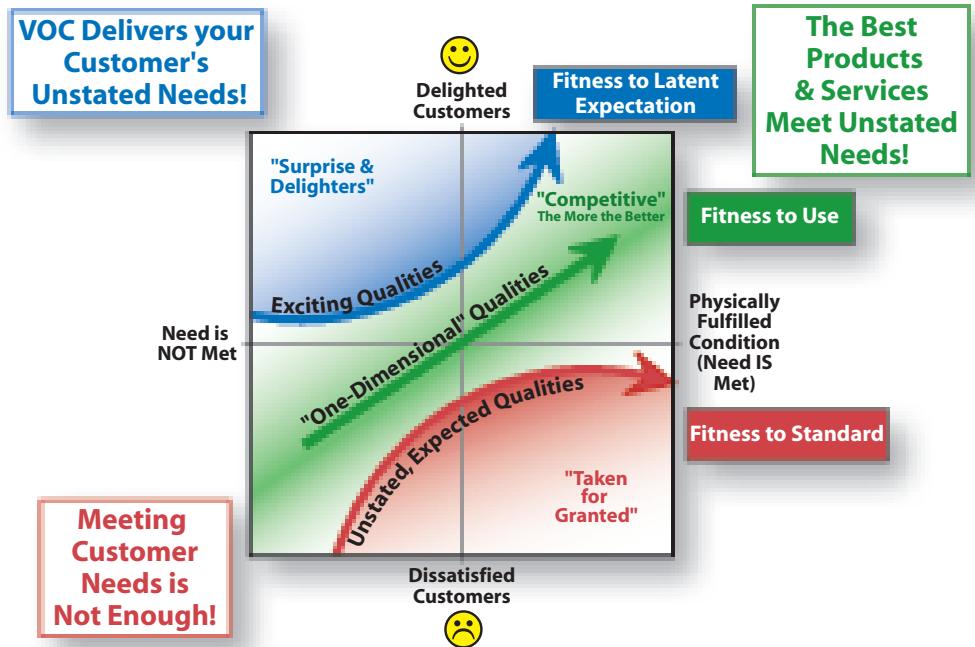 VOC Delivers your
Customer's
Unstated Needs!
Delighted
Customers
Fitness to Latent
Expectation
The Best
Products
& Services
Meet Unstated
Needs!
"Surprise &
Delighters"
"Competitive"
The More the Better
Fitness to Use
Exciting Qualities
"One-Dimensional" Qualities
Need is
NOT Met
Physically
Fulfilled
Condition
(Need IS
Met)
Unstated, Expected Qualities
Fitness to Standard
"Taken
for
Granted"
Meeting
Customer
Needs is
Not Enough!
Dissatisfied
Customers